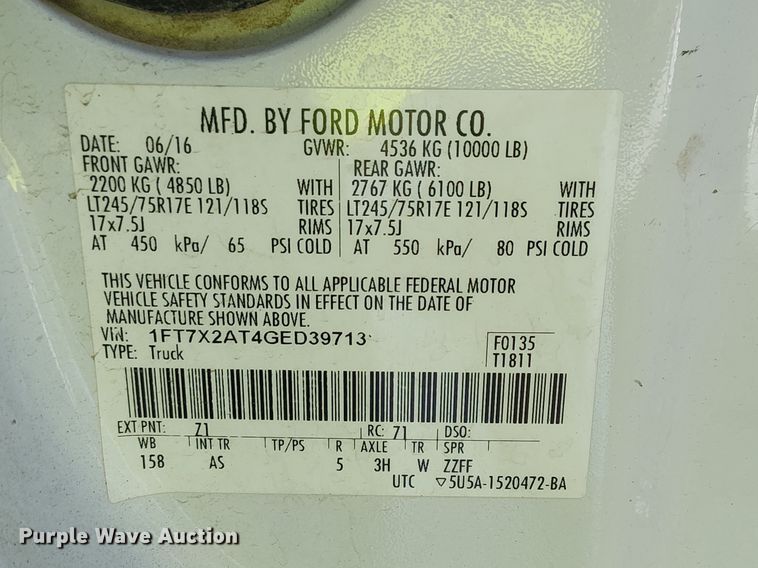 MFD. BY FORD MOTOR CO.
DATE: 06/16 GVWR: 4536 KG (10000 LB)
FRONT GAWR: REAR GAWR:
2200 KG ( 4850 LB) WITH 2767 KG ( 6100 LB) WITH
LT245/75R17E 121/118S TIRES LT245/75R17E 121/118S TIRES
17x7.5J RIMS 17x7.5J RIMS
AT 450 kPa/ 65 PSI COLD AT 550 kPa/ 80 PSI COLD
THIS VEHICLE CONFORMS TO ALL APPLICABLE FEDERAL MOTOR
VEHICLE SAFETY STANDARDS IN EFFECT ON THE DATE OF
MANUFACTURE SHOWN ABOVE.
VIN: 1FT7X2AT4GED39713
TYPE: Truck
F0135
T1811
EXT PNT: Z1 RC: 71 DSO:
WB INT TR TP/PS R AXLE TR SPR
158 AS 5 3H W ZZFF
UTC ▽5U5A-1520472-BA
Purple Wave Auction